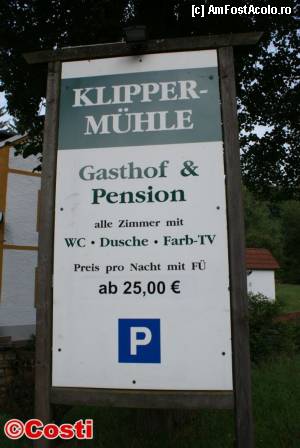 [c] AmFostAcolo.ro
KLIPPER-
MÜHLE
Gasthof &
Pension
alle Zimmer mit
WC · Dusche · Farb-TV
Preis pro Nacht mit FÜ
ab 25,00 €
P
©Costi